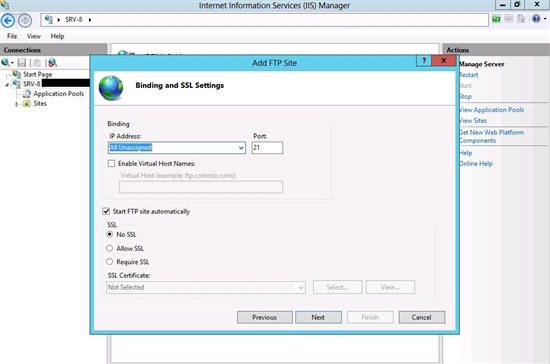 Internet Information Services (IIS) Manager
SRV-8
File View Help
Connections
Start Page
SRV-8
Application Pools
Sites
Add FTP Site
?
Binding and SSL Settings
Binding
IP Address:
Port:
All Unassigned
21
Enable Virtual Host Names:
Virtual Host (example: ftp.contoso.com):
Start FTP site automatically
SSL
No SSL
Allow SSL
Require SSL
SSL Certificate:
Not Selected
Select...
View...
Previous
Next
Finish
Cancel
Actions
Manage Server
Restart
Start
Stop
View Application Pools
View Sites
Get New Web Platform
Components
Help
Online Help